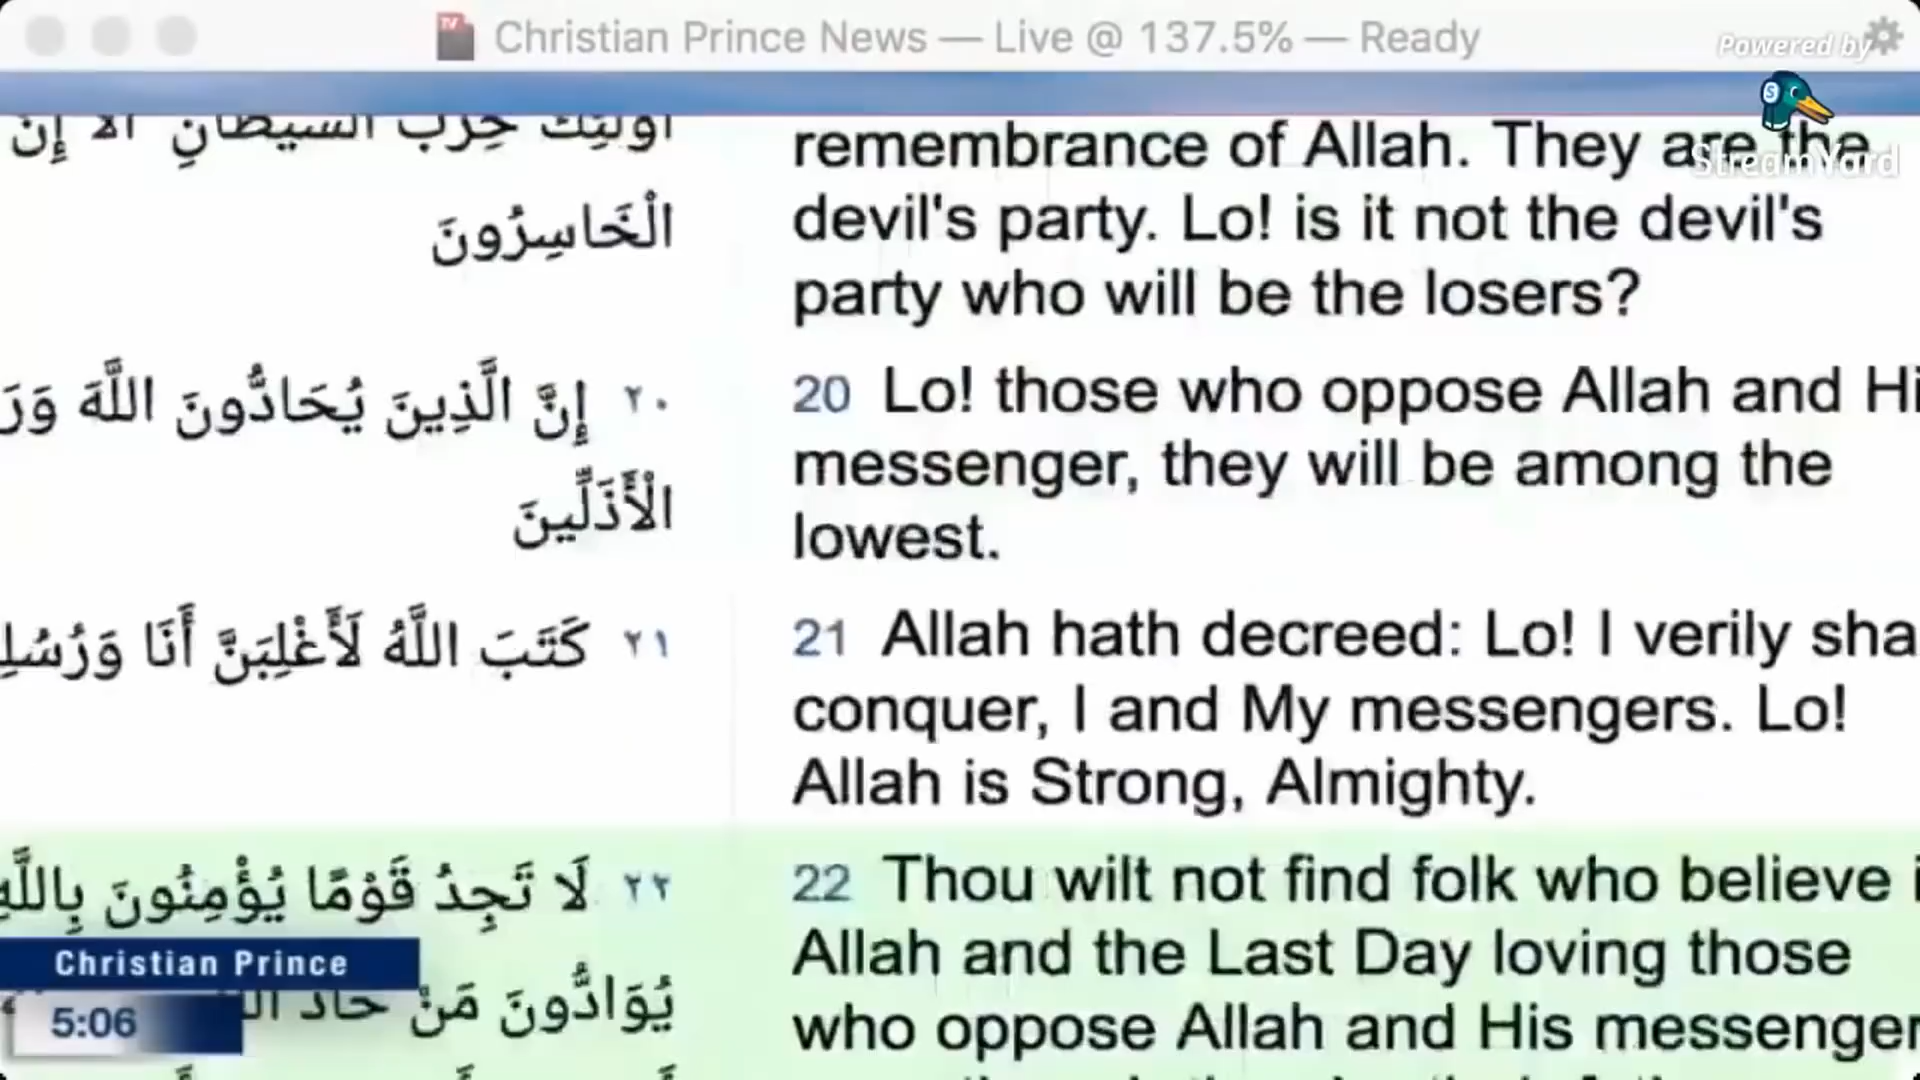 Christian Prince News — Live @ 137.5% — Ready
Powered by
StreamYard
أولئك حزب الشيطان ألا إن
الْخَاسِرُونَ
٢٠ إِنَّ الَّذِينَ يُحَادُّونَ اللَّهَ وَرَ
الْأَذَلِّينَ
٢١ كَتَبَ اللَّهُ لَأَغْلِبَنَّ أَنَا وَرُسُلِ
٢٢ لَا تَجِدُ قَوْمًا يُؤْمِنُونَ بِاللَّهِ
يُوَادُّونَ مَنْ حَادَّ
remembrance of Allah. They are the
devil's party. Lo! is it not the devil's
party who will be the losers?
20 Lo! those who oppose Allah and Hi
messenger, they will be among the
lowest.
21 Allah hath decreed: Lo! I verily sha
conquer, I and My messengers. Lo!
Allah is Strong, Almighty.
22 Thou wilt not find folk who believe i
Allah and the Last Day loving those
who oppose Allah and His messenger
Christian Prince
5:06